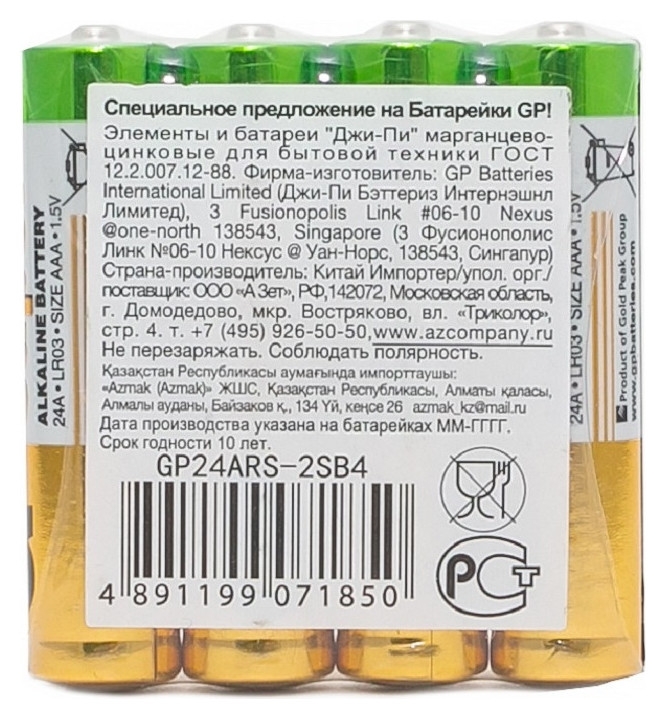 Специальное предложение на Батарейки GP!
Элементы и батареи "Джи-Пи" марганцево-
цинковые для бытовой техники ГОСТ
12.2.007.12-88. Фирма-изготовитель: GP Batteries
International Limited (Джи-Пи Бэттериз Интернэшнл
Лимитед), 3 Fusionopolis Link #06-10 Nexus
@one-north 138543, Singapore (3 Фусионополис
Линк №06-10 Нексус @ Уан-Норс, 138543, Сингапур)
Страна-производитель: Китай Импортер/упол. орг./
поставщик: ООО «А Зет», РФ,142072, Московская область,
г. Домодедово, мкр. Востряково, вл. «Триколор»,
стр. 4. т. +7 (495) 926-50-50,www.azcompany.ru
Не перезаряжать. Соблюдать полярность.
Қазақстан Республикасы аумағында импорттаушы:
«Azmak (Azmak)» ЖШС, Қазақстан Республикасы, Алматы қаласы,
Алмалы ауданы, Байзаков қ., 134 Үй, кеңсе 26 azmak_kz@mail.ru
Дата производства указана на батарейках ММ-ГГГГ.
Срок годности 10 лет.
GP24ARS-2SB4
4 891199 071850
РСТ
ALKALINE BATTERY
24A • LR03 • SIZE AAA • 1.5V
24A • LR03 • SIZE AAA • 1.5V
Product of Gold Peak Group
www.gpbatteries.